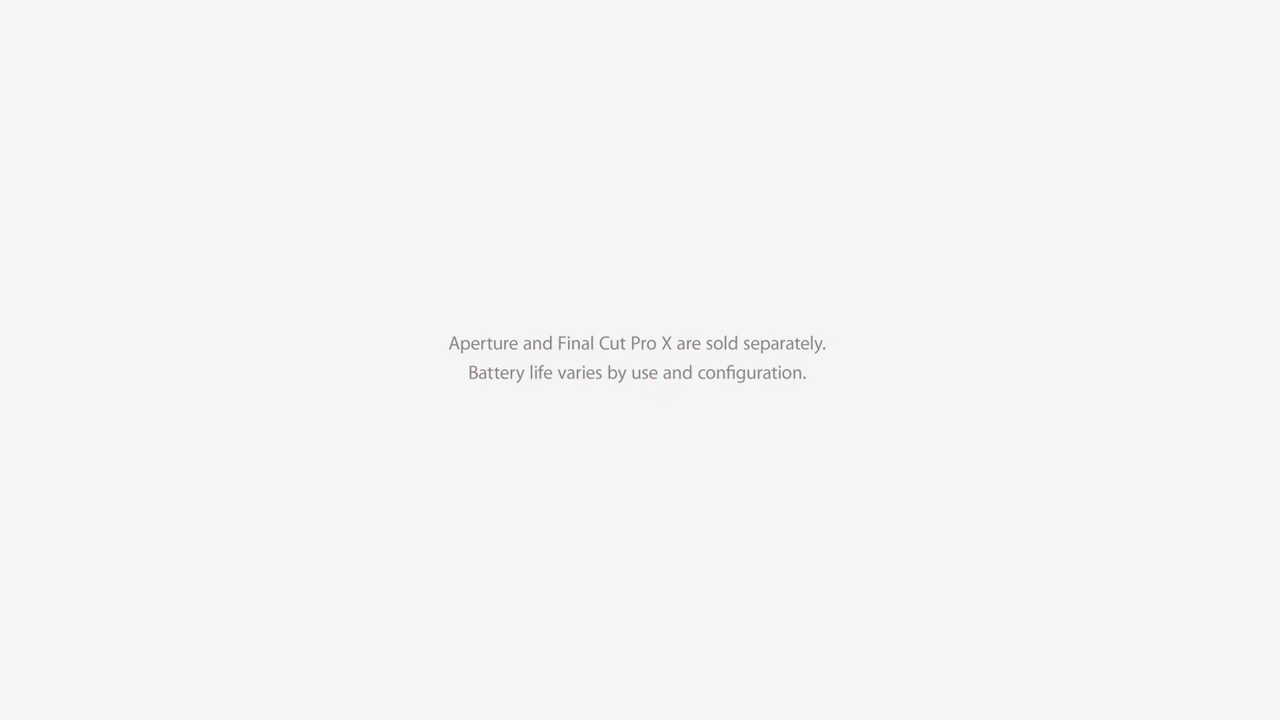 Aperture and Final Cut Pro X are sold separately.
Battery life varies by use and configuration.